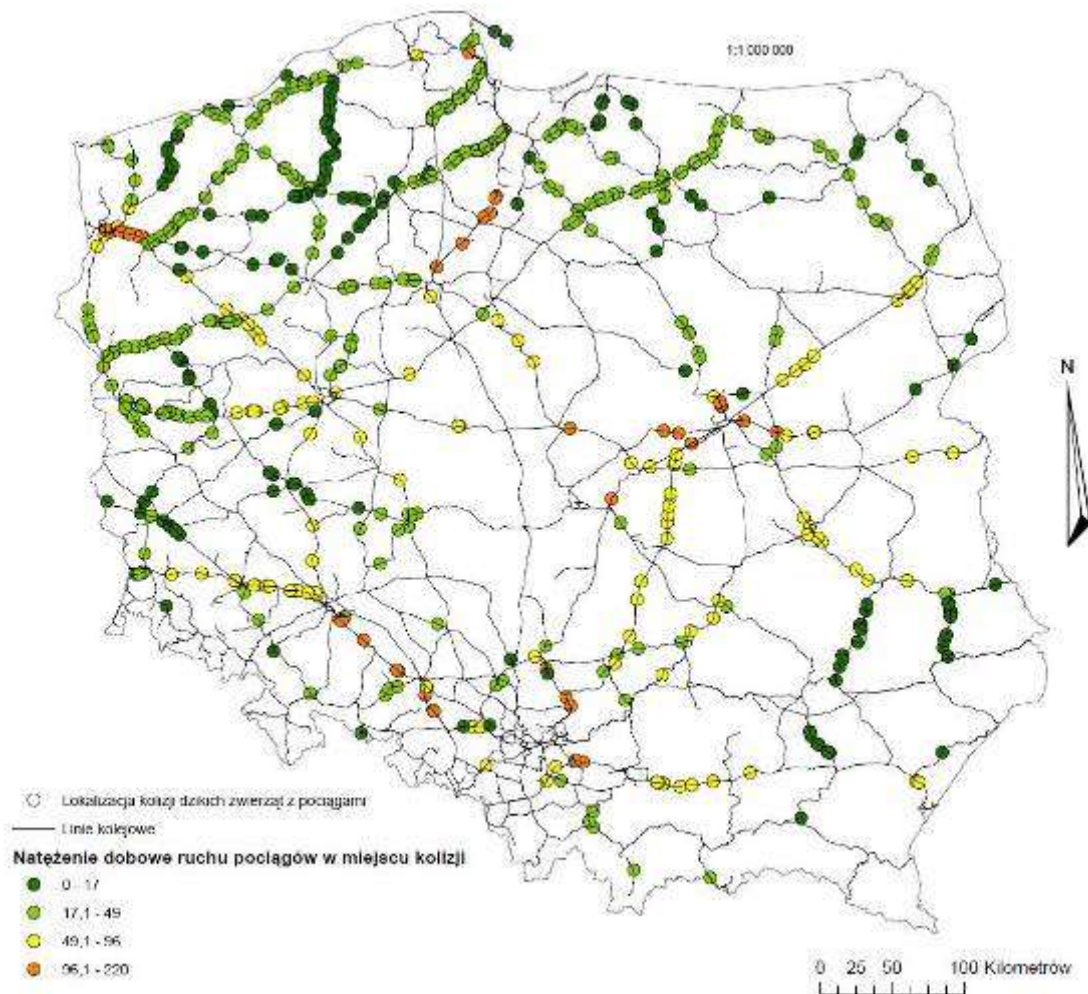 1:1 000 000
N
Lokalizacja kolizji dzikich zwierząt z pociągami
Linie kolejowe
Natężenie dobowe ruchu pociągów w miejscu kolizji
0 - 17
17,1 - 49
49,1 - 96
96,1 - 220
0 25 50 100 Kilometrów